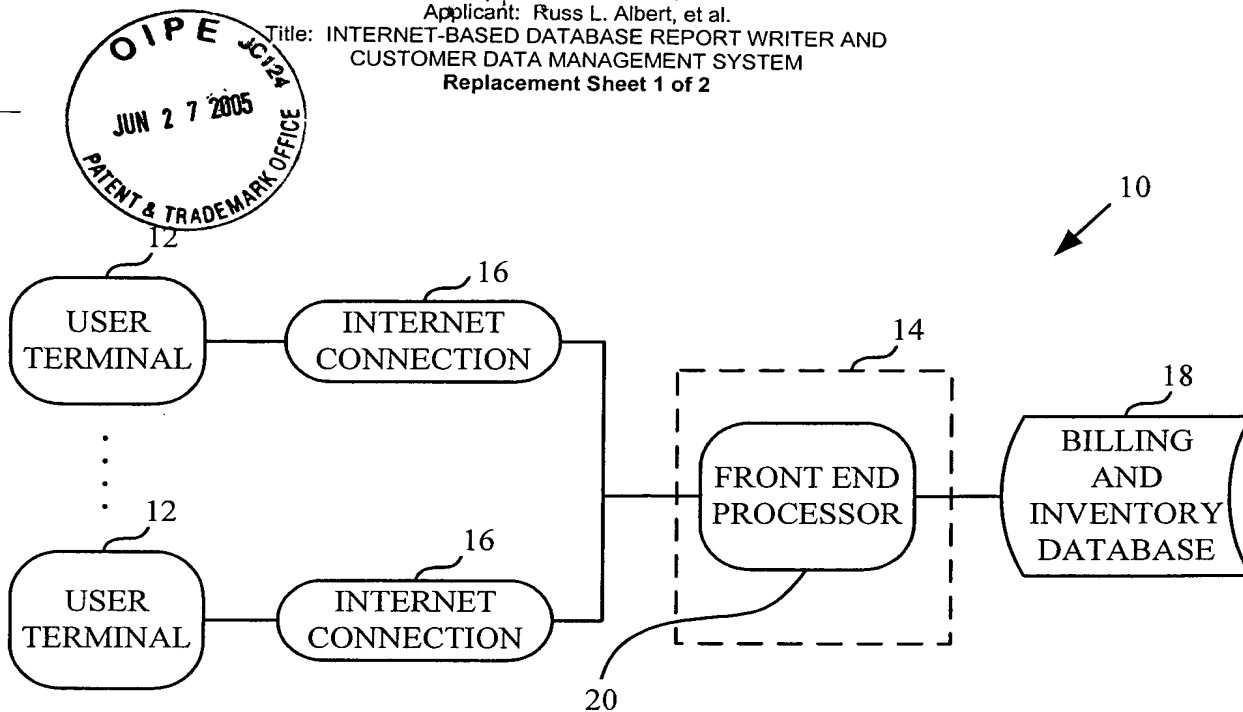 Applicant: Russ L. Albert, et al.
Title: INTERNET-BASED DATABASE REPORT WRITER AND
CUSTOMER DATA MANAGEMENT SYSTEM
Replacement Sheet 1 of 2
OIPE JC124
JUN 27 2005
PATENT & TRADEMARK OFFICE
10
12
USER
TERMINAL
16
INTERNET
CONNECTION
14
FRONT END
PROCESSOR
20
18
BILLING
AND
INVENTORY
DATABASE
12
USER
TERMINAL
16
INTERNET
CONNECTION